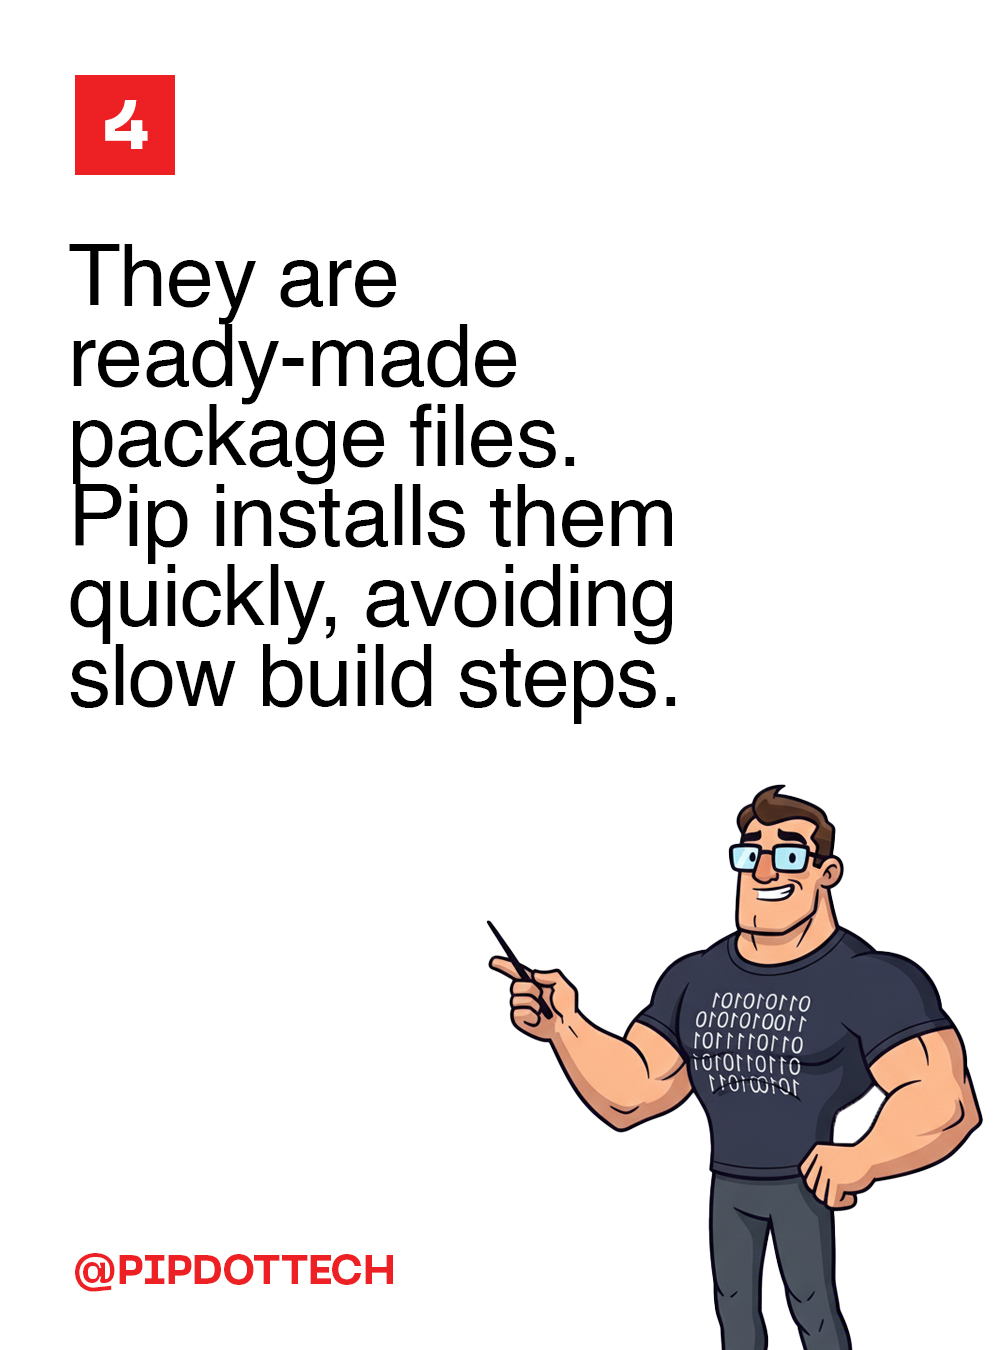 4
They are
ready-made
package files.
Pip installs them
quickly, avoiding
slow build steps.
@PIPDOTTECH